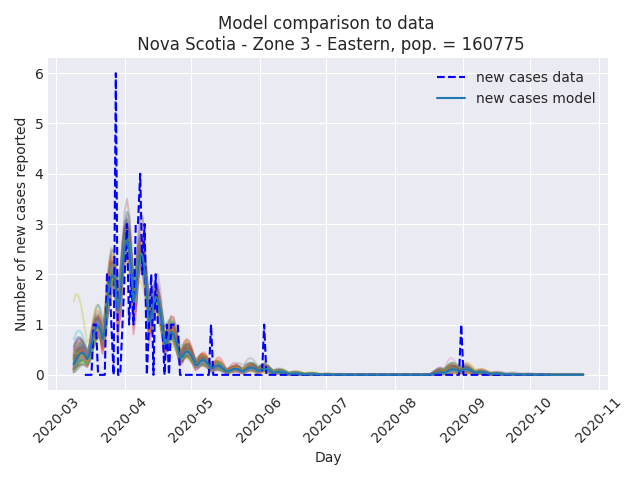 Model comparison to data
Nova Scotia - Zone 3 - Eastern, pop. = 160775
new cases data
new cases model
Number of new cases reported
6
5
4
3
2
1
0
2020-03
2020-04
2020-05
2020-06
2020-07
2020-08
2020-09
2020-10
2020-11
Day